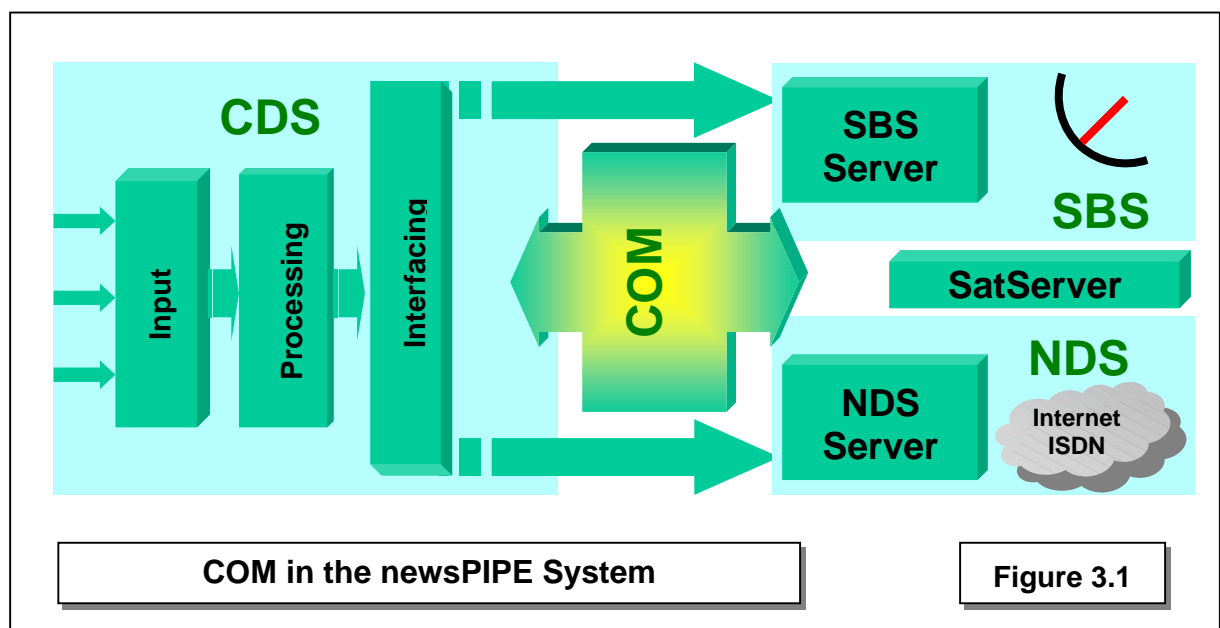 CDS
Input
Processing
Interfacing
COM
SBS
Server
SBS
SatServer
NDS
NDS
Server
Internet
ISDN
COM in the newsPIPE System
Figure 3.1